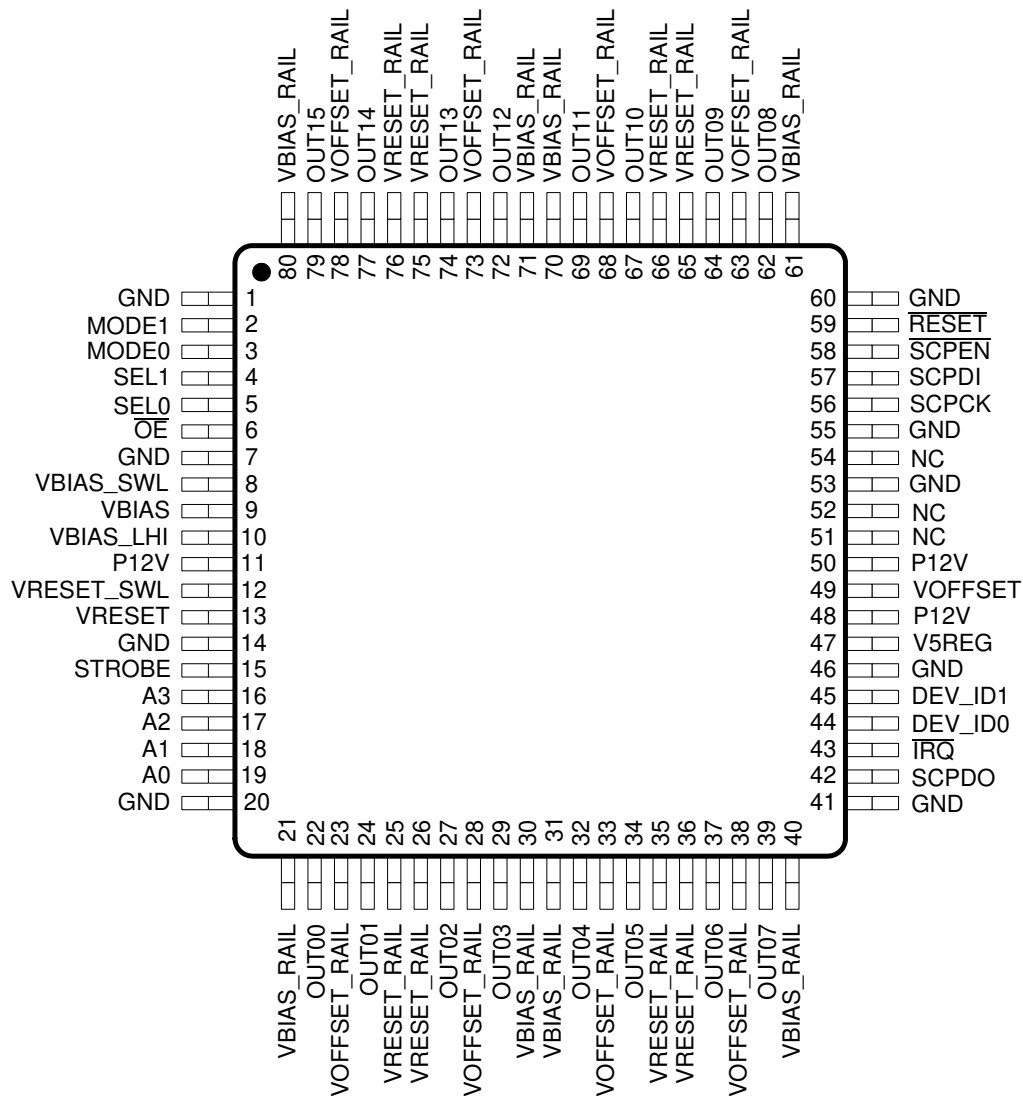 VBIAS_RAIL
OUT15
VOFFSET_RAIL
OUT14
VRESET_RAIL
VRESET_RAIL
OUT13
VOFFSET_RAIL
OUT12
VBIAS_RAIL
VBIAS_RAIL
OUT11
VOFFSET_RAIL
OUT10
VRESET_RAIL
VRESET_RAIL
OUT09
VOFFSET_RAIL
OUT08
VBIAS_RAIL
80
79
78
77
76
75
74
73
72
71
70
69
68
67
66
65
64
63
62
61
GND 1
MODE1 2
MODE0 3
SEL1 4
SEL0 5
OE 6
GND 7
VBIAS_SWL 8
VBIAS 9
VBIAS_LHI 10
P12V 11
VRESET_SWL 12
VRESET 13
GND 14
STROBE 15
A3 16
A2 17
A1 18
A0 19
GND 20
60 GND
59 RESET
58 SCPEN
57 SCPDI
56 SCPCK
55 GND
54 NC
53 GND
52 NC
51 NC
50 P12V
49 VOFFSET
48 P12V
47 V5REG
46 GND
45 DEV_ID1
44 DEV_ID0
43 IRQ
42 SCPDO
41 GND
21
22
23
24
25
26
27
28
29
30
31
32
33
34
35
36
37
38
39
40
VBIAS_RAIL
OUT00
VOFFSET_RAIL
OUT01
VRESET_RAIL
VRESET_RAIL
OUT02
VOFFSET_RAIL
OUT03
VBIAS_RAIL
VBIAS_RAIL
OUT04
VOFFSET_RAIL
OUT05
VRESET_RAIL
VRESET_RAIL
OUT06
VOFFSET_RAIL
OUT07
VBIAS_RAIL